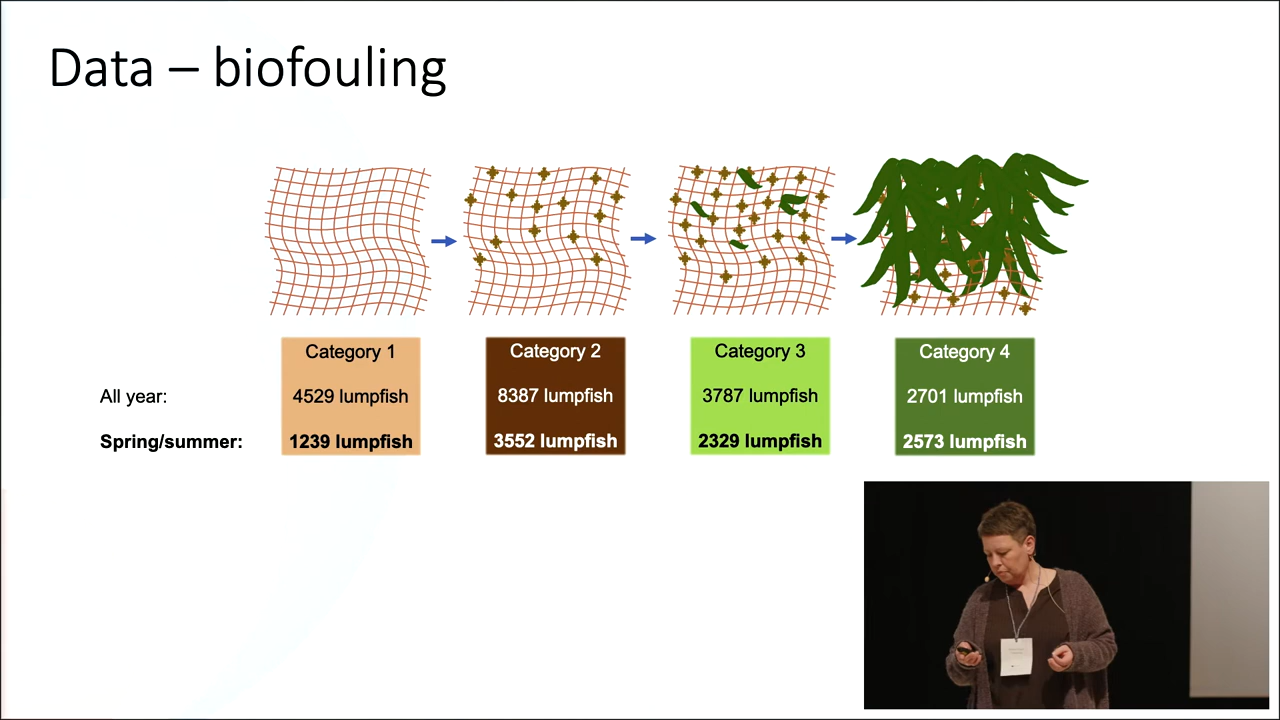 Data – biofouling
Category 1 Category 2 Category 3 Category 4
All year: 4529 lumpfish 8387 lumpfish 3787 lumpfish 2701 lumpfish
Spring/summer: 1239 lumpfish 3552 lumpfish 2329 lumpfish 2573 lumpfish